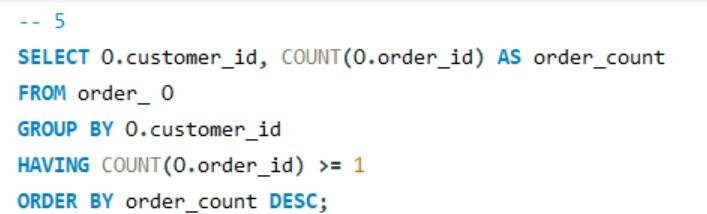 -- 5
SELECT O.customer_id, COUNT(O.order_id) AS order_count
FROM order_ O
GROUP BY O.customer_id
HAVING COUNT(O.order_id) >= 1
ORDER BY order_count DESC;